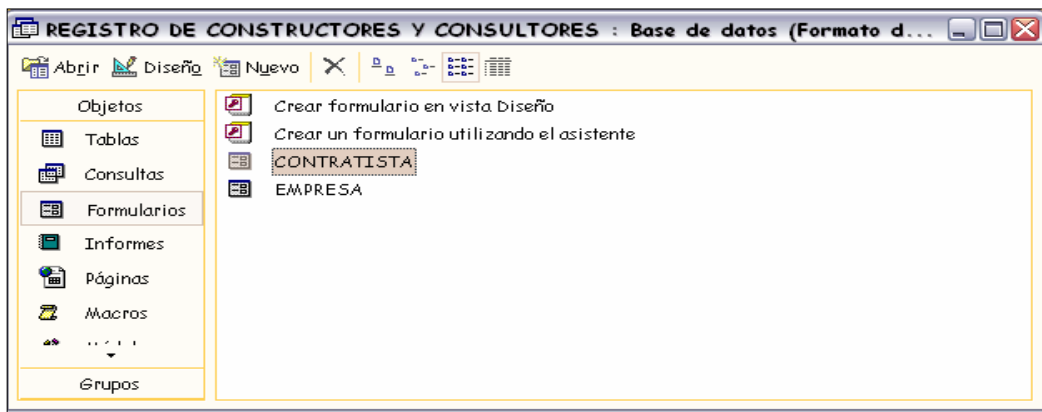 REGISTRO DE CONSTRUCTORES Y CONSULTORES : Base de datos (Formato d...
Abrir Diseño Nuevo
Objetos
Tablas
Consultas
Formularios
Informes
Páginas
Macros
Grupos
Crear formulario en vista Diseño
Crear un formulario utilizando el asistente
CONTRATISTA
EMPRESA